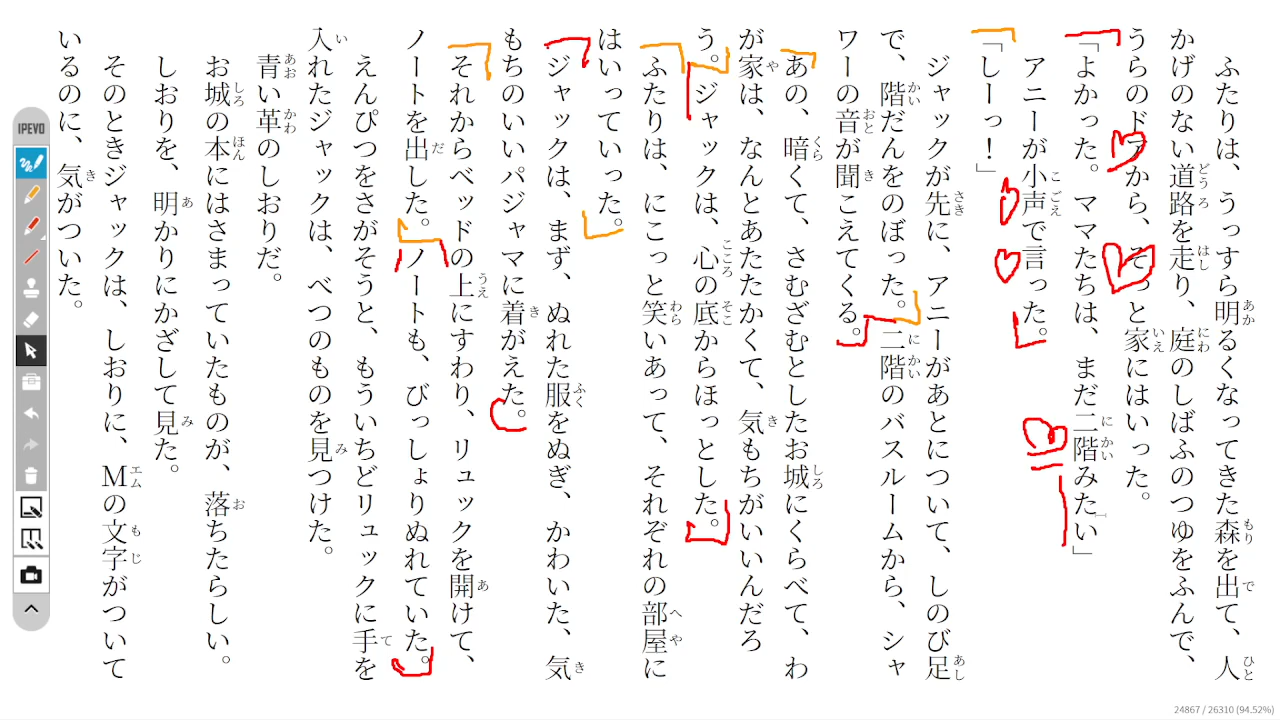 ふたりは、うっすら明るくなってきた森を出て、人
かげのない道路を走り、庭のしばふのつゆをふんで、
うらのドアから、そっと家にはいった。
「よかった。ママたちは、まだ二階みたい」
アニーが小声で言った。
「しーっ！」
ジャックが先に、アニーがあとについて、しのび足
で、階だんをのぼった。二階のバスルームから、シャ
ワーの音が聞こえてくる。
あの、暗くて、さむざむとしたお城にくらべて、わ
が家は、なんとあたたかくて、気もちがいいんだろ
う。ジャックは、心の底からほっとした。
ふたりは、にこっと笑いあって、それぞれの部屋に
はいっていった。
ジャックは、まず、ぬれた服をぬぎ、かわいた、気
もちのいいパジャマに着がえた。
それからベッドの上にすわり、リュックを開けて、
ノートを出した。ノートも、びっしょりぬれていた。
えんぴつをさがそうと、もういちどリュックに手を
入れたジャックは、べつのものを見つけた。
青い革のしおりだ。
お城の本にはさまっていたものが、落ちたらしい。
しおりを、明かりにかざして見た。
そのときジャックは、しおりに、Mの文字がついて
いるのに、気がついた。
IPEVO
24867 / 26310 (94.52%)